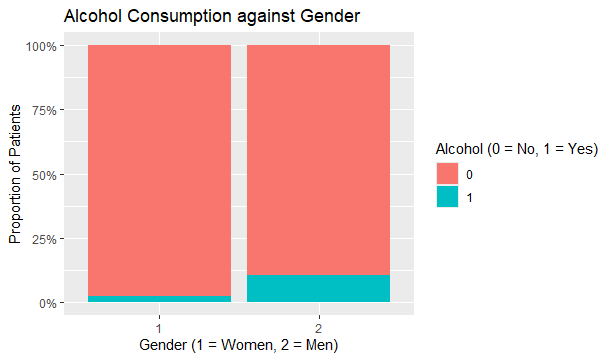 Alcohol Consumption against Gender
100%
75%
50%
25%
0%
Proportion of Patients
1
2
Gender (1 = Women, 2 = Men)
Alcohol (0 = No, 1 = Yes)
0
1